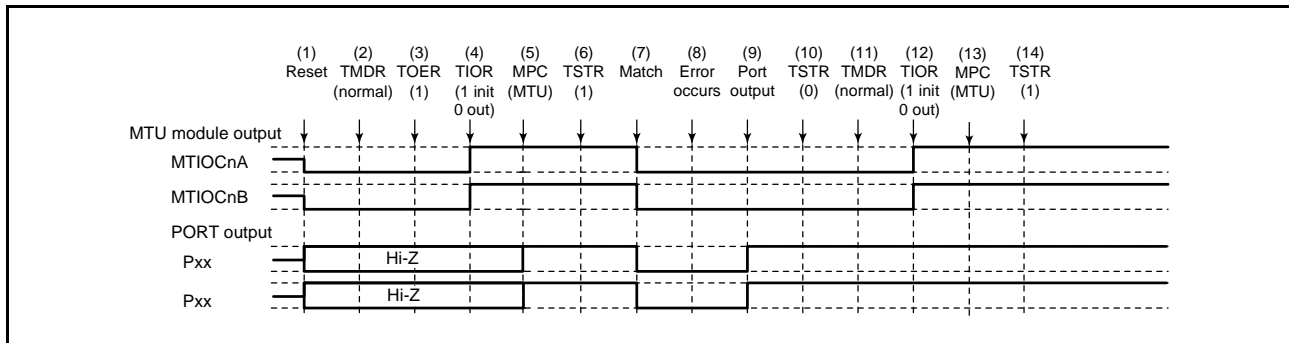 (1) (2) (3) (4) (5) (6) (7) (8) (9) (10) (11) (12) (13) (14)
Reset TMDR TOER TIOR MPC TSTR Match Error Port TSTR TMDR TIOR MPC TSTR
(normal) (1) (1 init (MTU) (1) occurs output (0) (normal) (1 init (MTU) (1)
0 out) 0 out)
MTU module output
MTIOCnA
MTIOCnB
PORT output
Pxx Hi-Z
Pxx Hi-Z